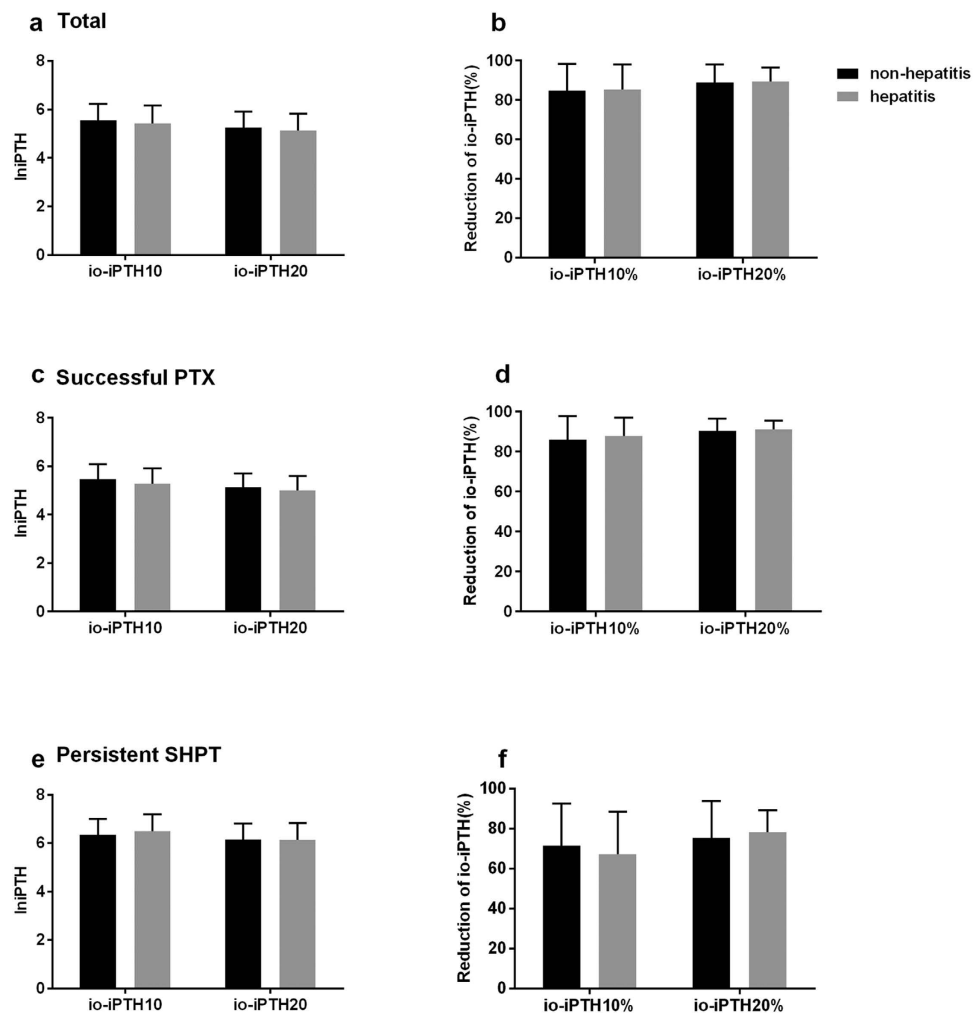 a Total
lniPTH
8
6
4
2
0
io-iPTH10 io-iPTH20
b
Reduction of io-iPTH(%)
100
80
60
40
20
0
io-iPTH10% io-iPTH20%
non-hepatitis
hepatitis
c Successful PTX
lniPTH
8
6
4
2
0
io-iPTH10 io-iPTH20
d
Reduction of io-iPTH(%)
100
80
60
40
20
0
io-iPTH10% io-iPTH20%
e Persistent SHPT
lniPTH
8
6
4
2
0
io-iPTH10 io-iPTH20
f
Reduction of io-iPTH(%)
100
80
60
40
20
0
io-iPTH10% io-iPTH20%